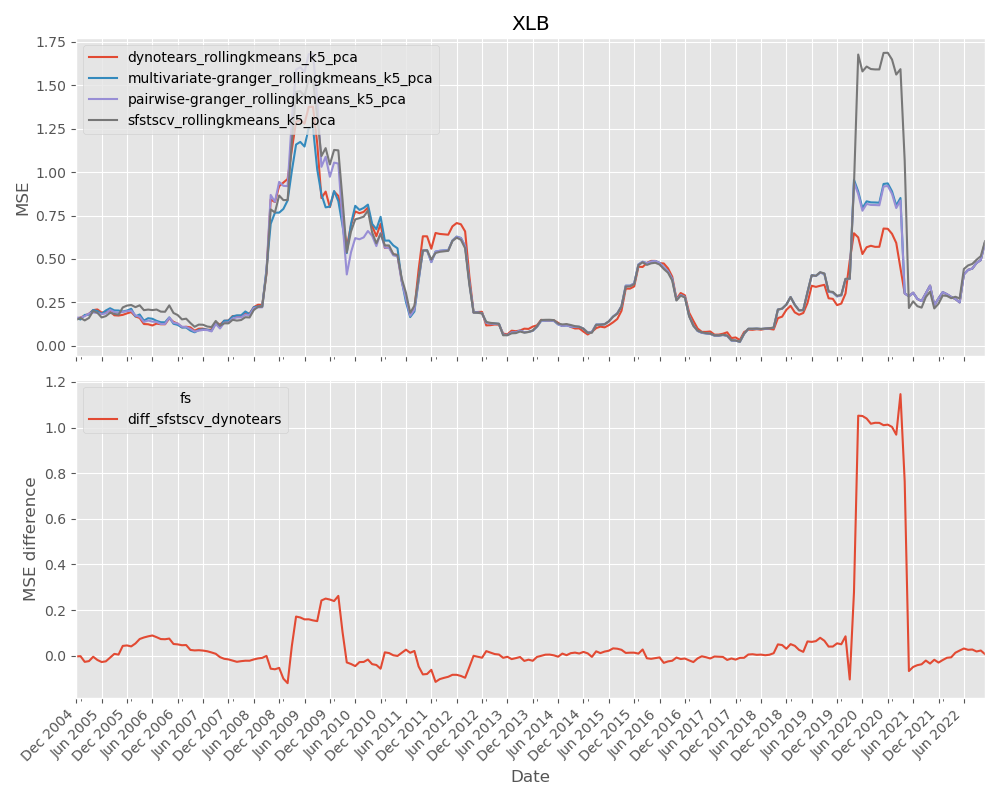 XLB
1.75
1.50
1.25
1.00
0.75
0.50
0.25
0.00
MSE
dynotears_rollingkmeans_k5_pca
multivariate-granger_rollingkmeans_k5_pca
pairwise-granger_rollingkmeans_k5_pca
sfstscv_rollingkmeans_k5_pca
1.2
1.0
0.8
0.6
0.4
0.2
0.0
MSE difference
fs
diff_sfstscv_dynotears
Dec 2004
Jun 2005
Dec 2005
Jun 2006
Dec 2006
Jun 2007
Dec 2007
Jun 2008
Dec 2008
Jun 2009
Dec 2009
Jun 2010
Dec 2010
Jun 2011
Dec 2011
Jun 2012
Dec 2012
Jun 2013
Dec 2013
Jun 2014
Dec 2014
Jun 2015
Dec 2015
Jun 2016
Dec 2016
Jun 2017
Dec 2017
Jun 2018
Dec 2018
Jun 2019
Dec 2019
Jun 2020
Dec 2020
Jun 2021
Dec 2021
Jun 2022
Date